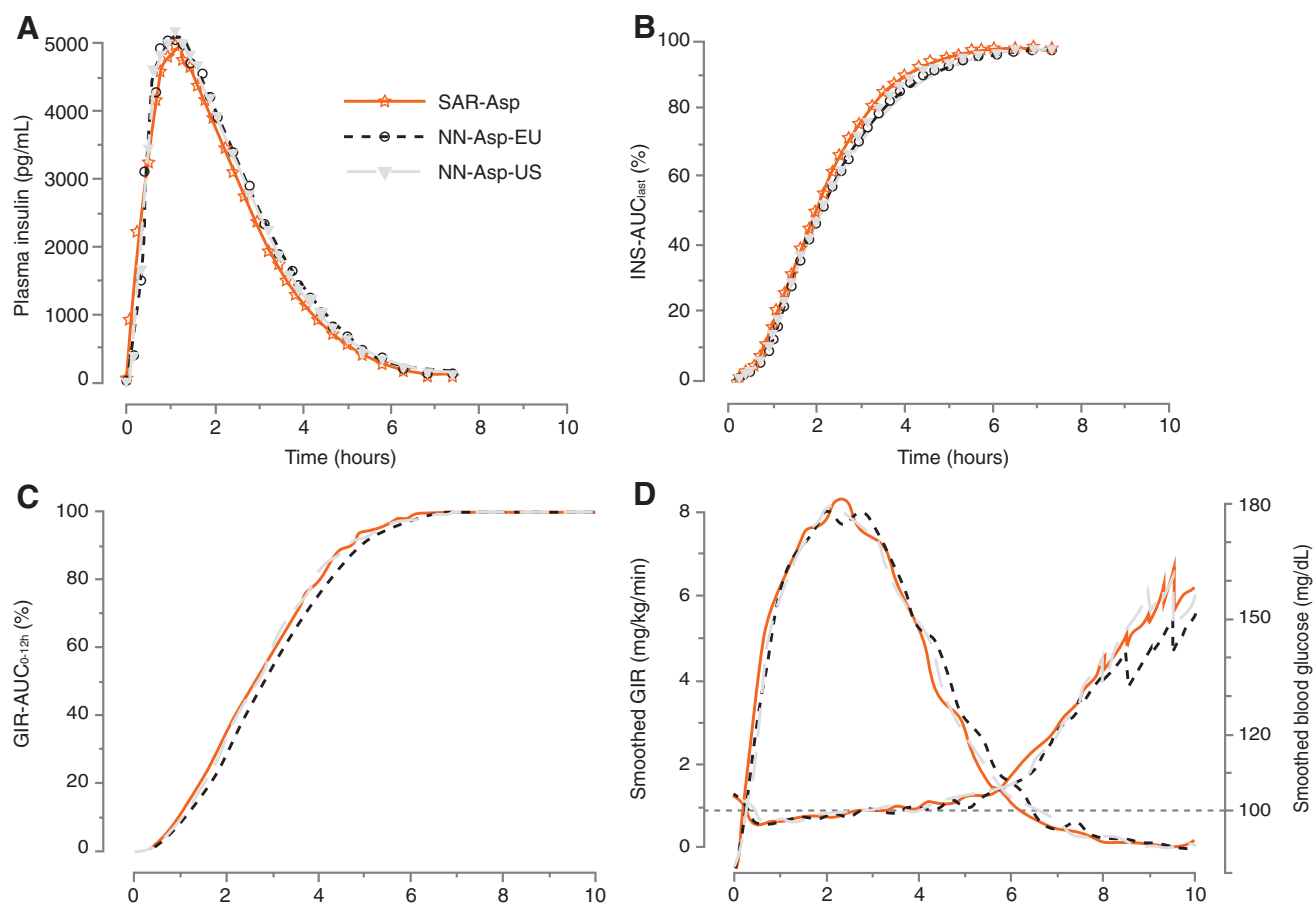 A
Plasma insulin (pg/mL)
5000
4000
3000
2000
1000
0
SAR-Asp
NN-Asp-EU
NN-Asp-US
0 2 4 6 8 10
Time (hours)
B
INS-AUClast (%)
100
80
60
40
20
0
0 2 4 6 8 10
Time (hours)
C
GIR-AUC0-12h (%)
100
80
60
40
20
0
0 2 4 6 8 10
D
Smoothed GIR (mg/kg/min)
8
6
4
2
0
180
150
120
100
Smoothed blood glucose (mg/dL)
0 2 4 6 8 10